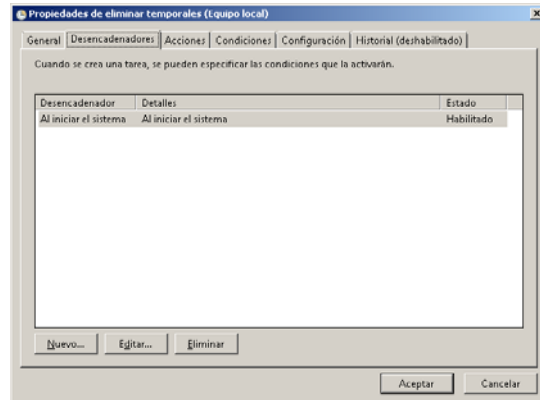 Propiedades de eliminar temporales (Equipo local)
General Desencadenadores Acciones Condiciones Configuración Historial (deshabilitado)
Cuando se crea una tarea, se pueden especificar las condiciones que la activarán.
Desencadenador Detalles Estado
Al iniciar el sistema Al iniciar el sistema Habilitado
Nuevo... Editar... Eliminar
Aceptar Cancelar